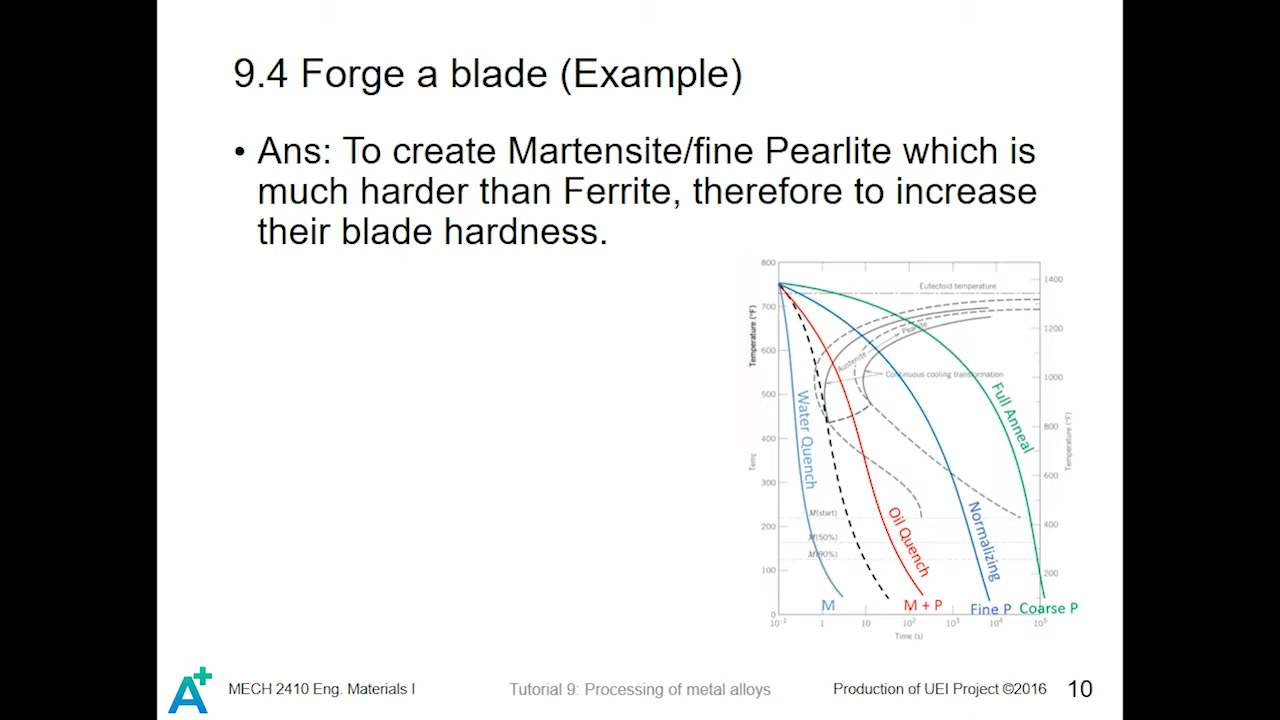 9.4 Forge a blade (Example)
• Ans: To create Martensite/fine Pearlite which is
much harder than Ferrite, therefore to increase
their blade hardness.
800
700
600
500
400
300
200
100
0
Temperature (°F)
Eutectoid temperature
Pearlite
Austenite
Continuous cooling transformation
Water Quench
Oil Quench
Normalizing
Full Anneal
M(start)
M(50%)
M(90%)
1400
1200
1000
800
600
400
200
Temperature (°F)
M
M + P
Fine P
Coarse P
10⁻¹ 1 10 10² 10³ 10⁴ 10⁵
Time (s)
A+
MECH 2410 Eng. Materials I
Tutorial 9: Processing of metal alloys
Production of UEI Project ©2016
10